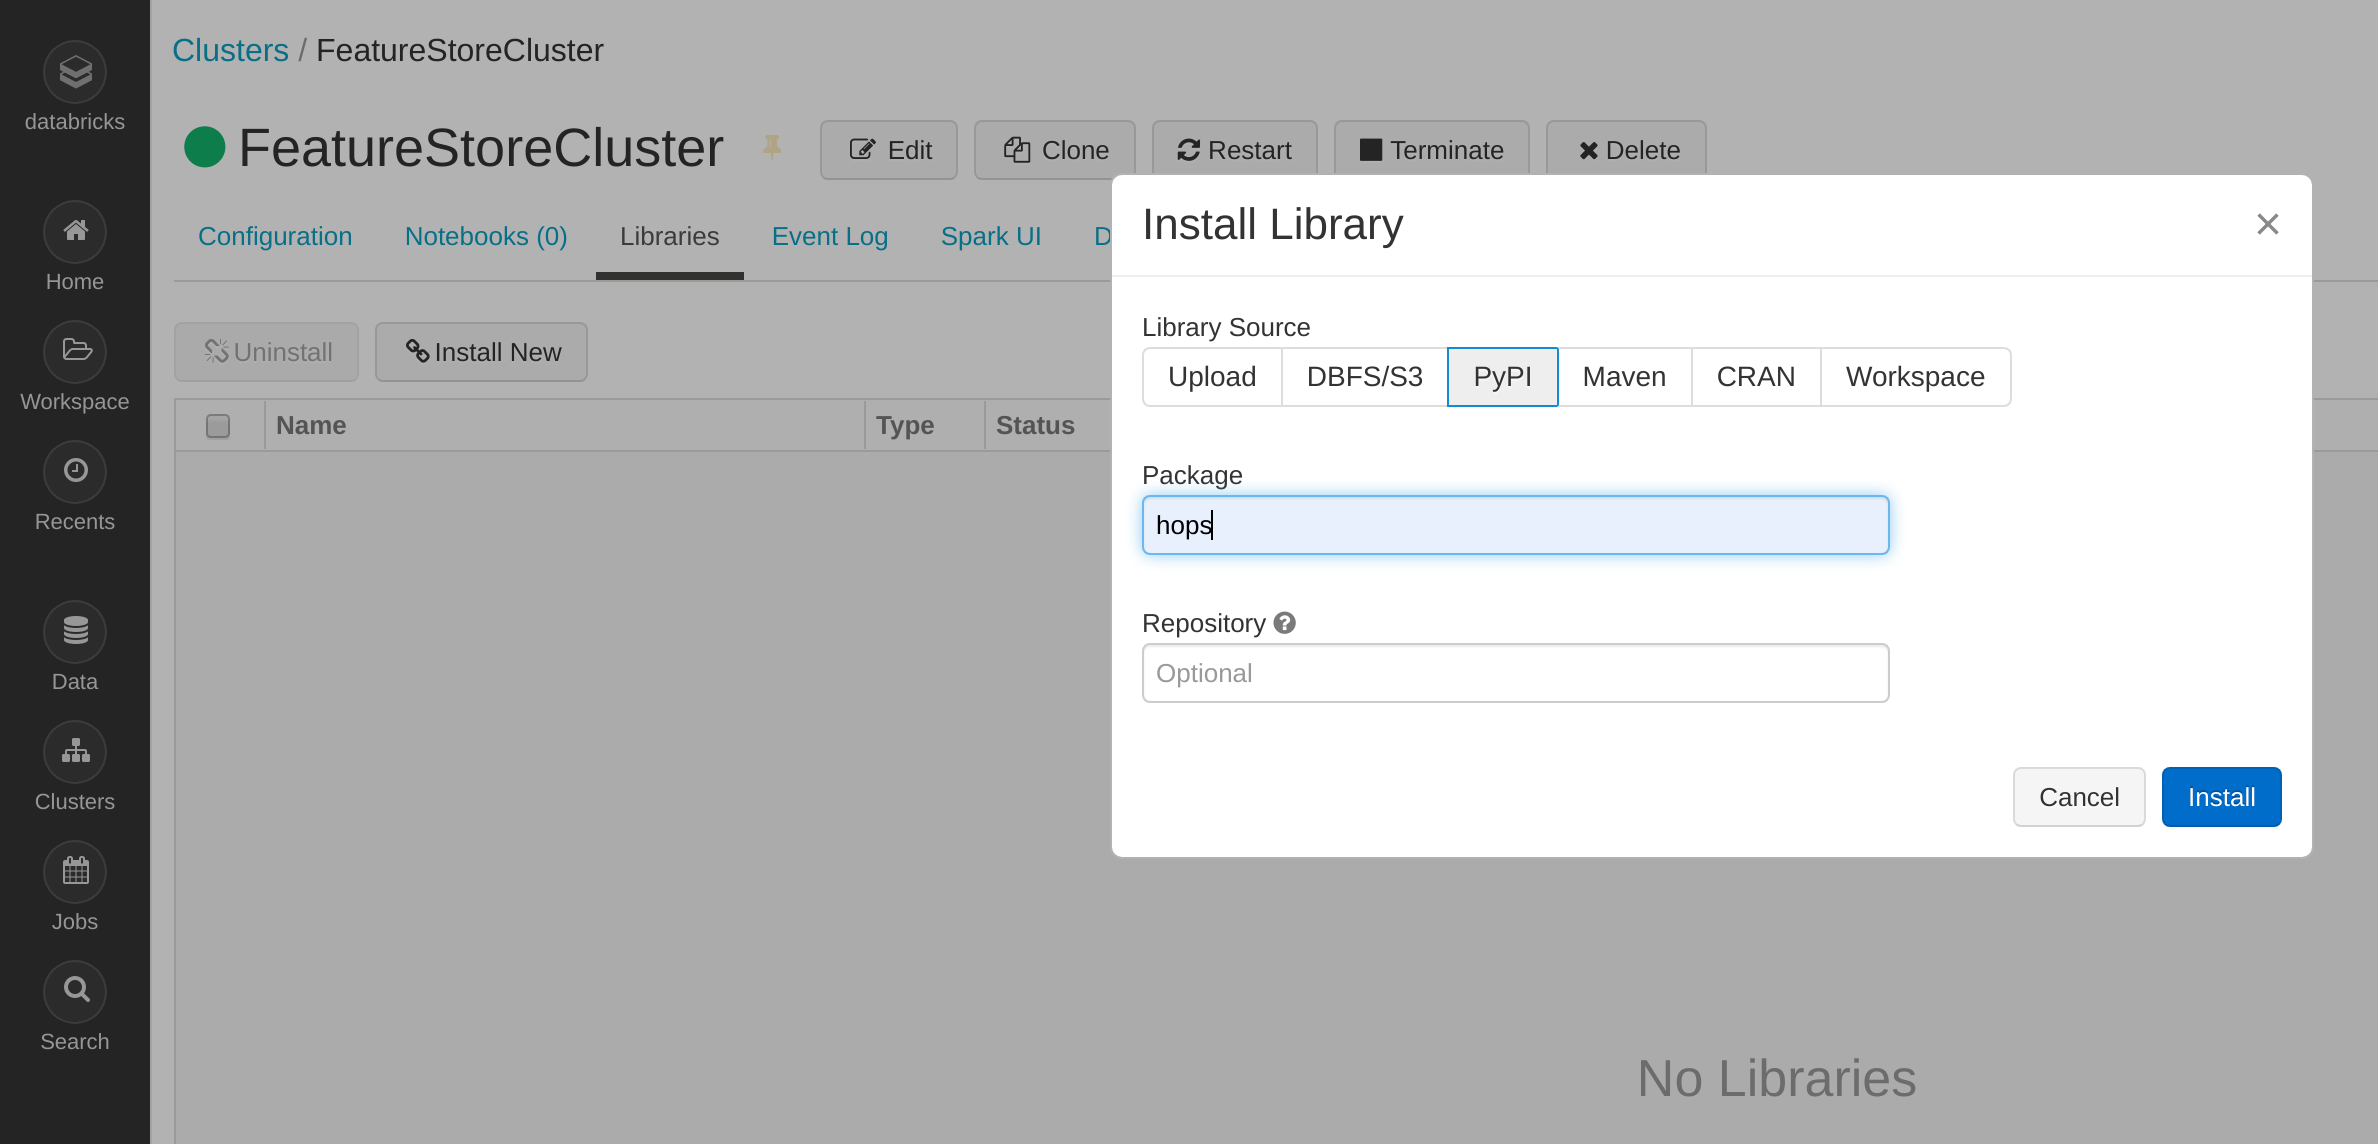 databricks
Home
Workspace
Recents
Data
Clusters
Jobs
Search
Clusters / FeatureStoreCluster
FeatureStoreCluster
Edit
Clone
Restart
Terminate
Delete
Configuration
Notebooks (0)
Libraries
Event Log
Spark UI
Uninstall
Install New
Name
Type
Status
No Libraries
Install Library
Library Source
Upload
DBFS/S3
PyPI
Maven
CRAN
Workspace
Package
hops
Repository
Optional
Cancel
Install